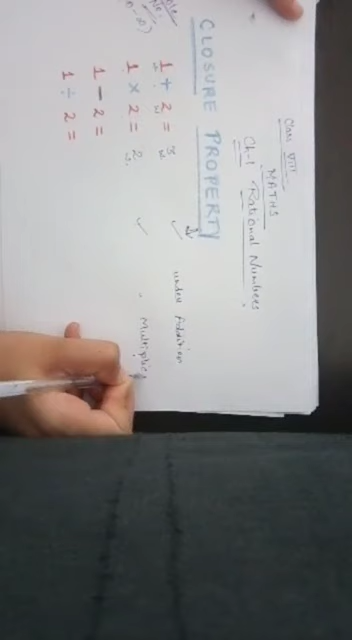 Class VIII
MATHS
Ch-1 Rational Numbers.
CLOSURE PROPERTY
1 + 2 = 3 ✓ under Addition
1 × 2 = 2 ✓ " Multiplic
1 - 2 =
1 ÷ 2 =